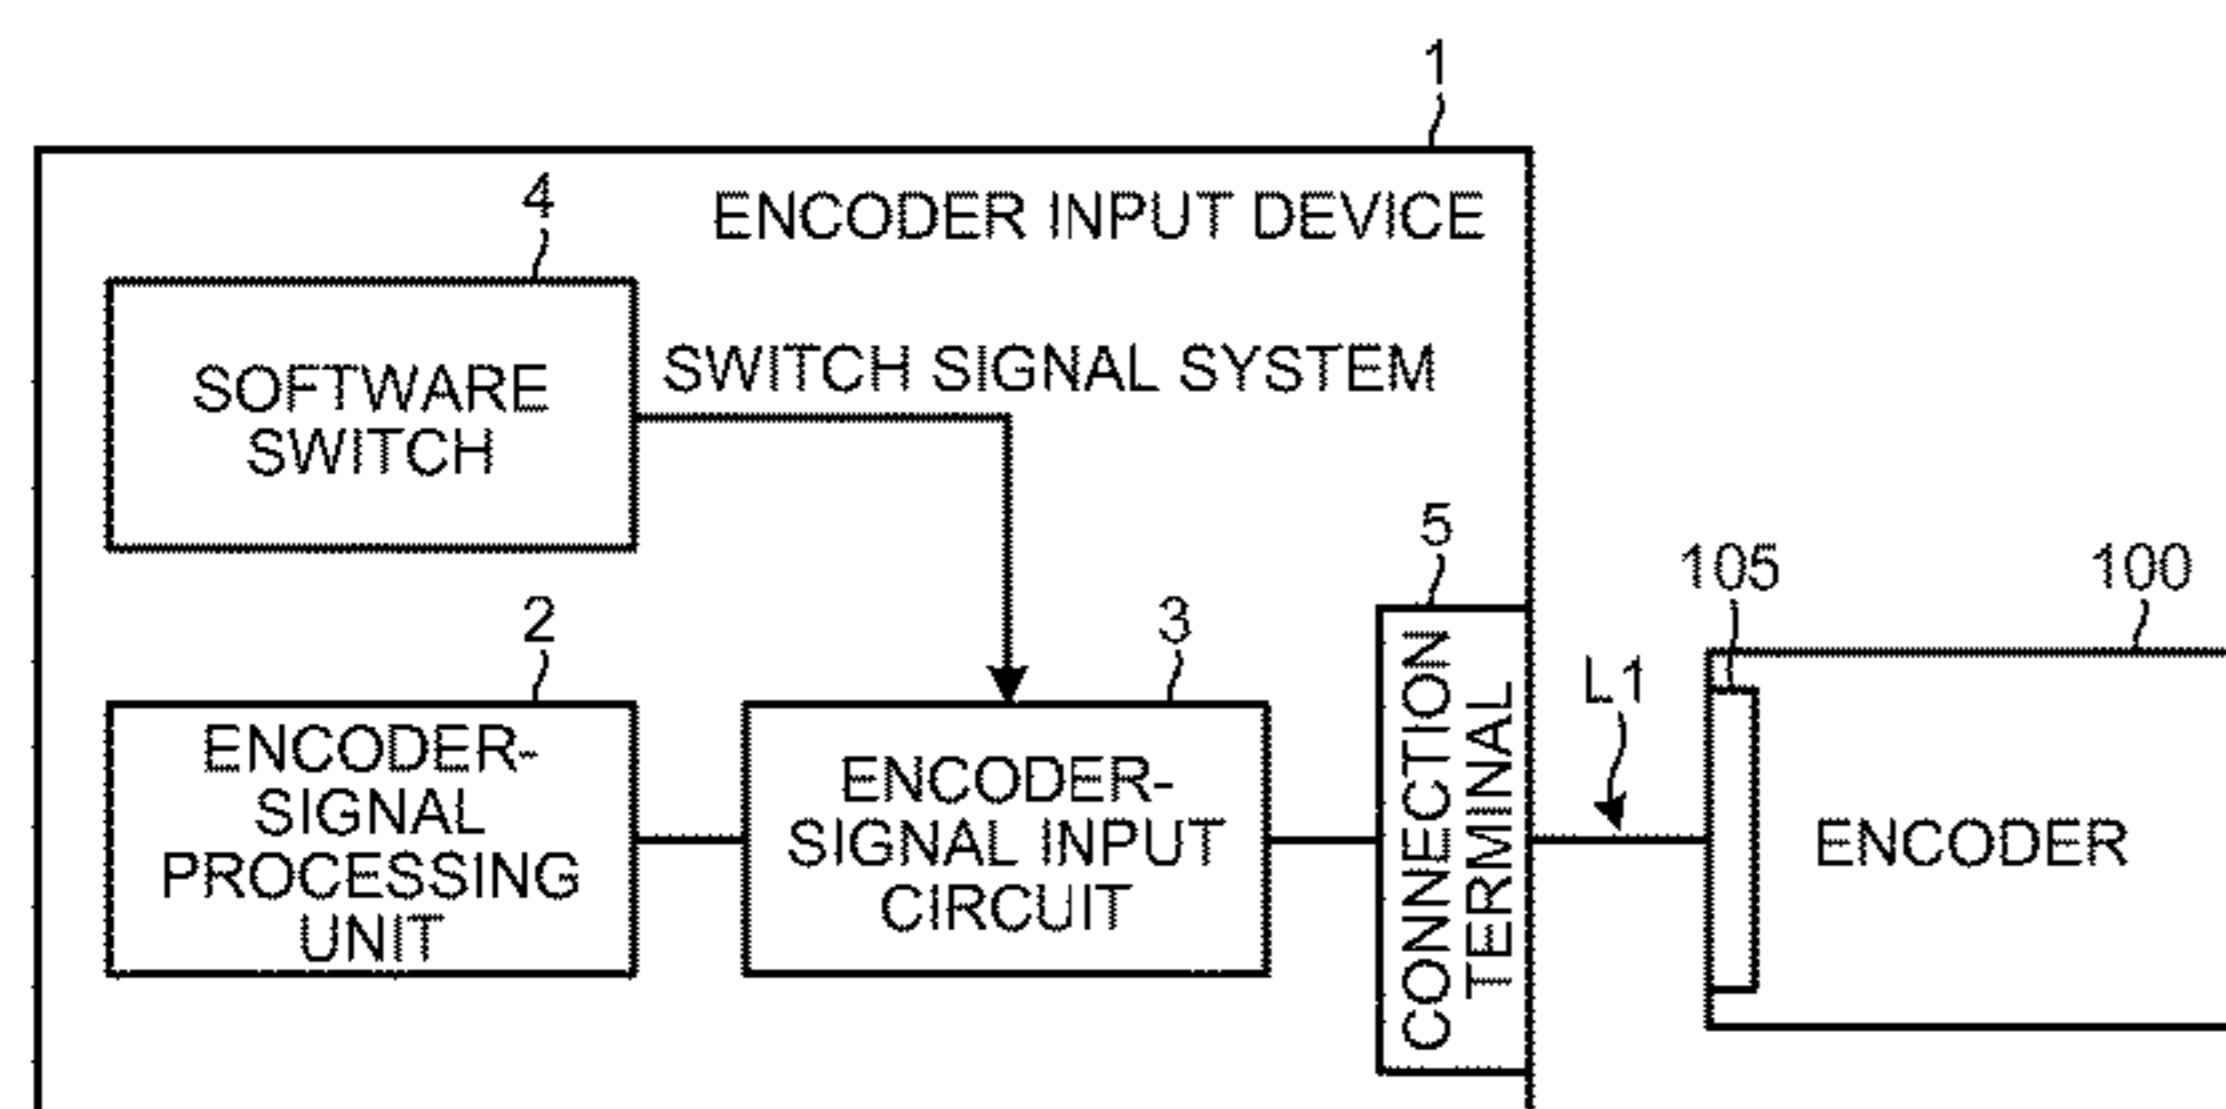 1
4
ENCODER INPUT DEVICE
SOFTWARE
SWITCH
SWITCH SIGNAL SYSTEM
5
105
100
2
3
L1
ENCODER-
SIGNAL
PROCESSING
UNIT
ENCODER-
SIGNAL INPUT
CIRCUIT
CONNECTION
TERMINAL
ENCODER